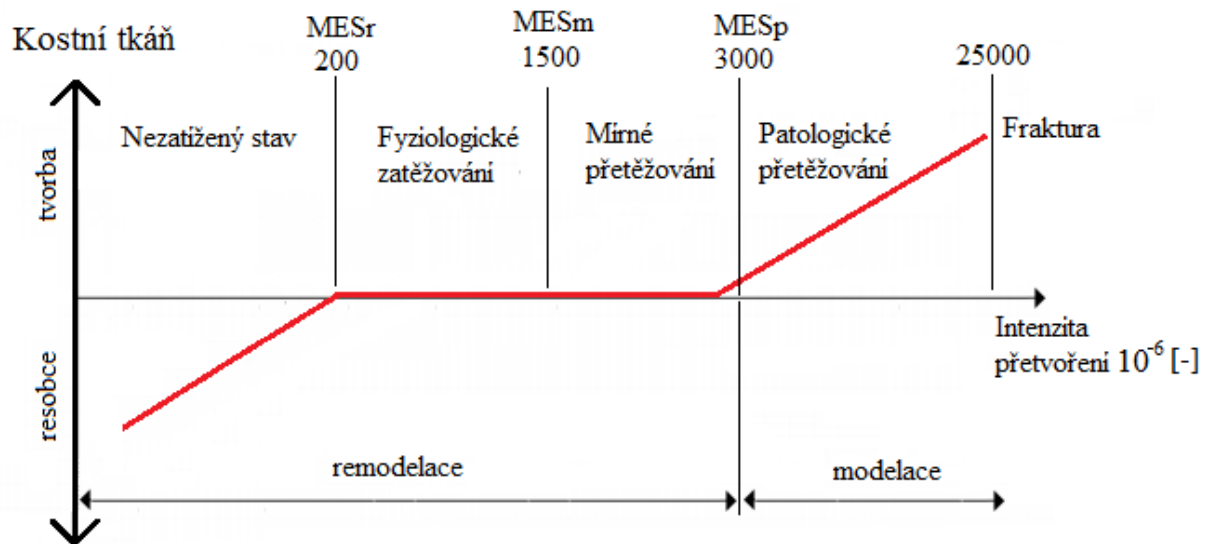 Kostní tkáň
MESr
200
MESm
1500
MESp
3000
25000
tvorba
Nezatížený stav
Fyziologické
zatěžování
Mírné
přetěžování
Patologické
přetěžování
Fraktura
Intenzita
přetvoření 10⁻⁶ [-]
resobce
remodelace
modelace